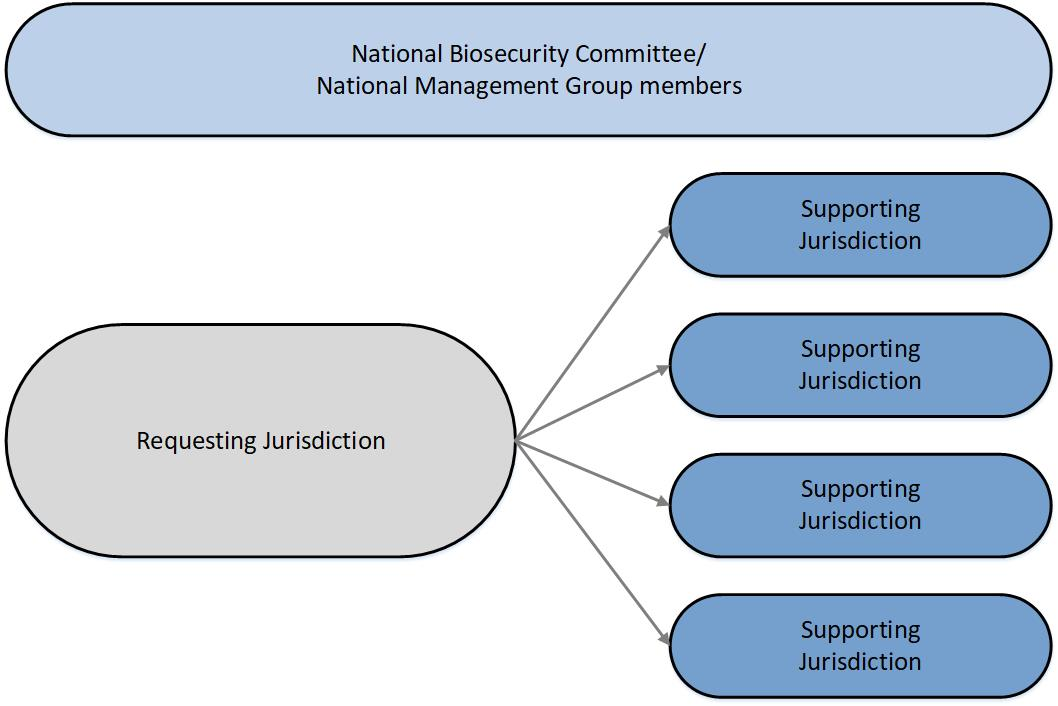 National Biosecurity Committee/
National Management Group members
Supporting
Jurisdiction
Supporting
Jurisdiction
Requesting Jurisdiction
Supporting
Jurisdiction
Supporting
Jurisdiction